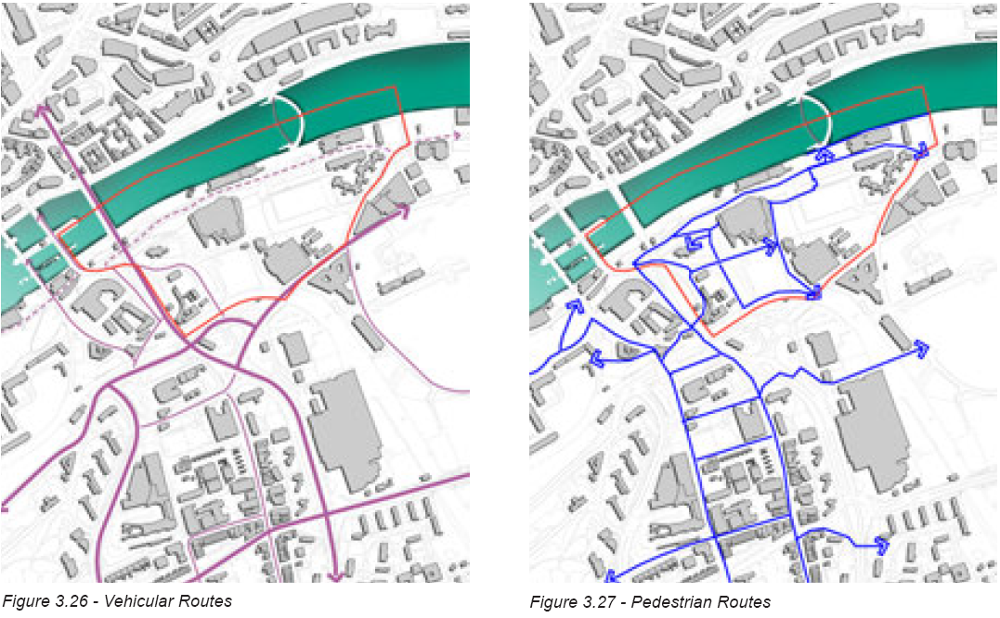 Figure 3.26 - Vehicular Routes
Figure 3.27 - Pedestrian Routes